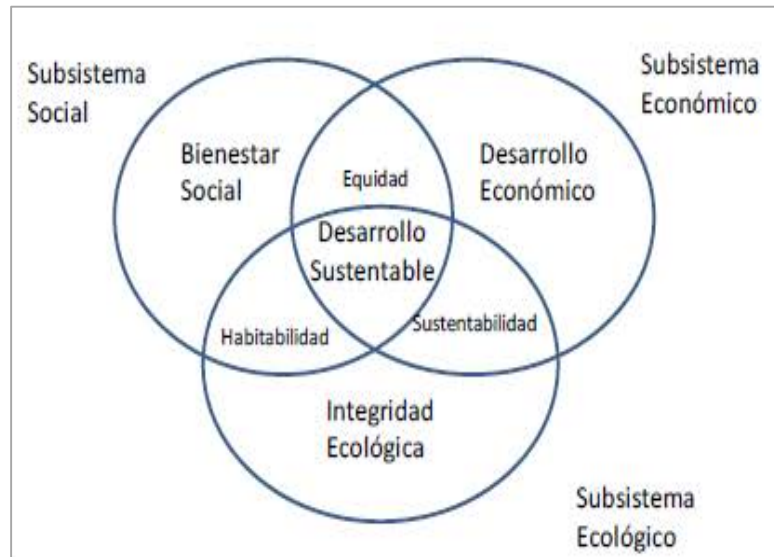 Subsistema
Social
Subsistema
Económico
Bienestar
Social
Equidad
Desarrollo
Económico
Desarrollo
Sustentable
Habitabilidad
Sustentabilidad
Integridad
Ecológica
Subsistema
Ecológico